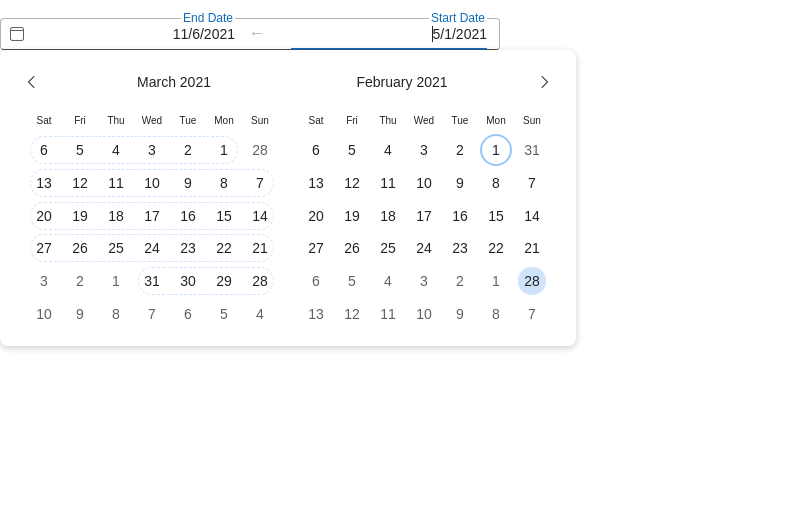 End Date Start Date
11/6/2021 ← 5/1/2021
March 2021 February 2021
Sat Fri Thu Wed Tue Mon Sun Sat Fri Thu Wed Tue Mon Sun
6 5 4 3 2 1 28 6 5 4 3 2 1 31
13 12 11 10 9 8 7 13 12 11 10 9 8 7
20 19 18 17 16 15 14 20 19 18 17 16 15 14
27 26 25 24 23 22 21 27 26 25 24 23 22 21
3 2 1 31 30 29 28 6 5 4 3 2 1 28
10 9 8 7 6 5 4 13 12 11 10 9 8 7